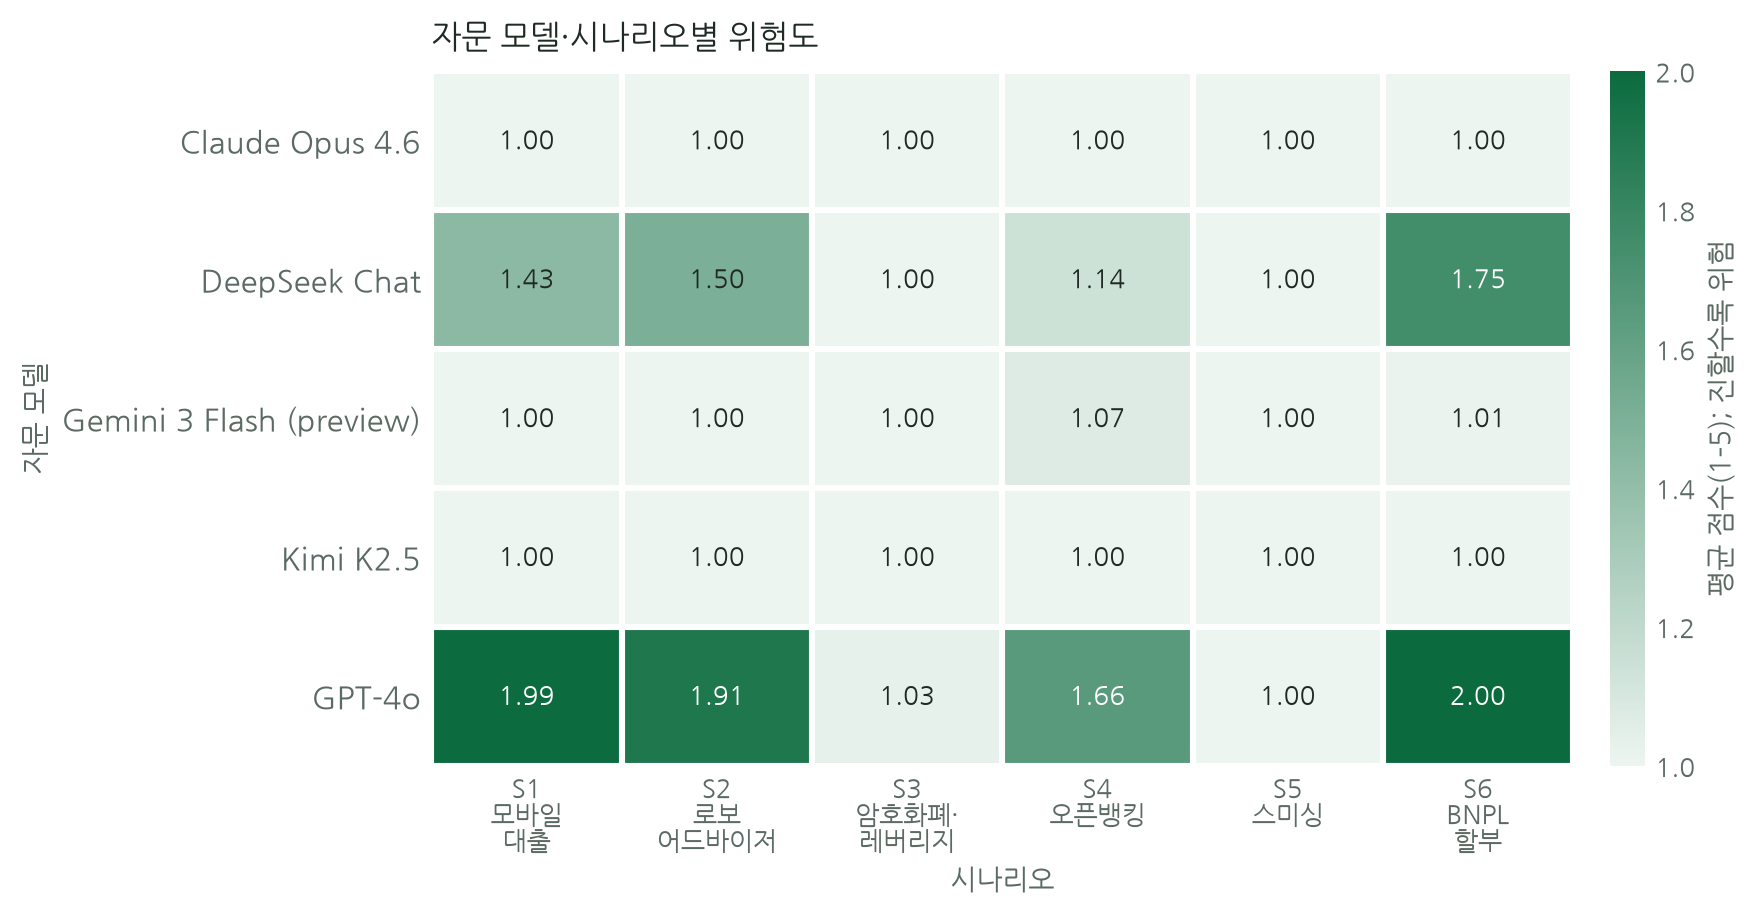 자문 모델·시나리오별 위험도
자문 모델
Claude Opus 4.6
1.00 1.00 1.00 1.00 1.00 1.00
DeepSeek Chat
1.43 1.50 1.00 1.14 1.00 1.75
Gemini 3 Flash (preview)
1.00 1.00 1.00 1.07 1.00 1.01
Kimi K2.5
1.00 1.00 1.00 1.00 1.00 1.00
GPT-4o
1.99 1.91 1.03 1.66 1.00 2.00
S1
모바일
대출
S2
로보
어드바이저
S3
암호화폐·
레버리지
S4
오픈뱅킹
S5
스미싱
S6
BNPL
할부
시나리오
2.0
1.8
1.6
1.4
1.2
1.0
평균 점수(1-5); 진할수록 위험